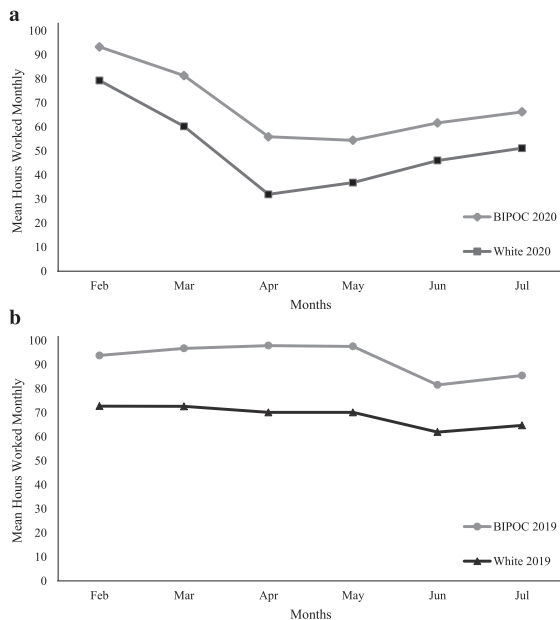 a
100
90
80
70
60
50
40
30
20
10
0
Mean Hours Worked Monthly
BIPOC 2020
White 2020
Feb Mar Apr May Jun Jul
Months
b
100
90
80
70
60
50
40
30
20
10
0
Mean Hours Worked Monthly
BIPOC 2019
White 2019
Feb Mar Apr May Jun Jul
Months